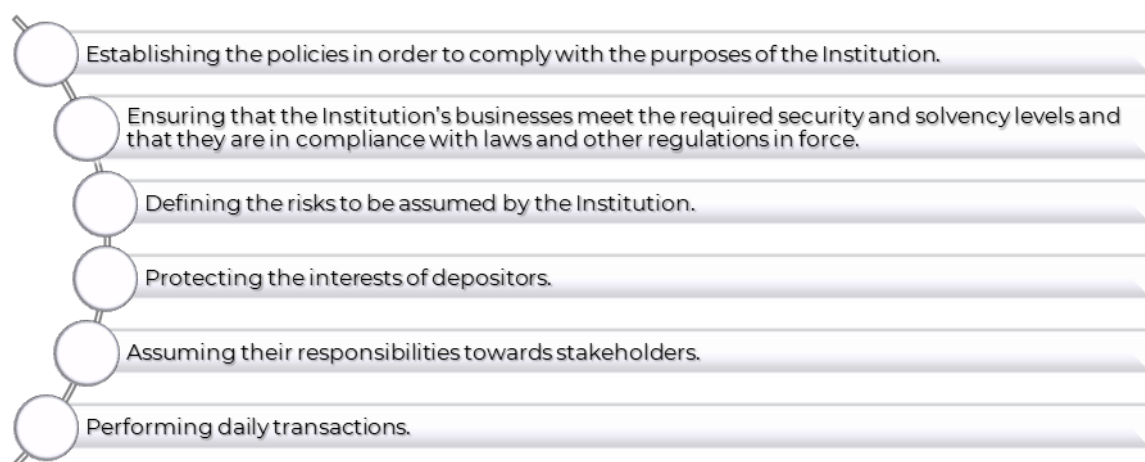 Establishing the policies in order to comply with the purposes of the Institution.
Ensuring that the Institution's businesses meet the required security and solvency levels and
that they are in compliance with laws and other regulations in force.
Defining the risks to be assumed by the Institution.
Protecting the interests of depositors.
Assuming their responsibilities towards stakeholders.
Performing daily transactions.